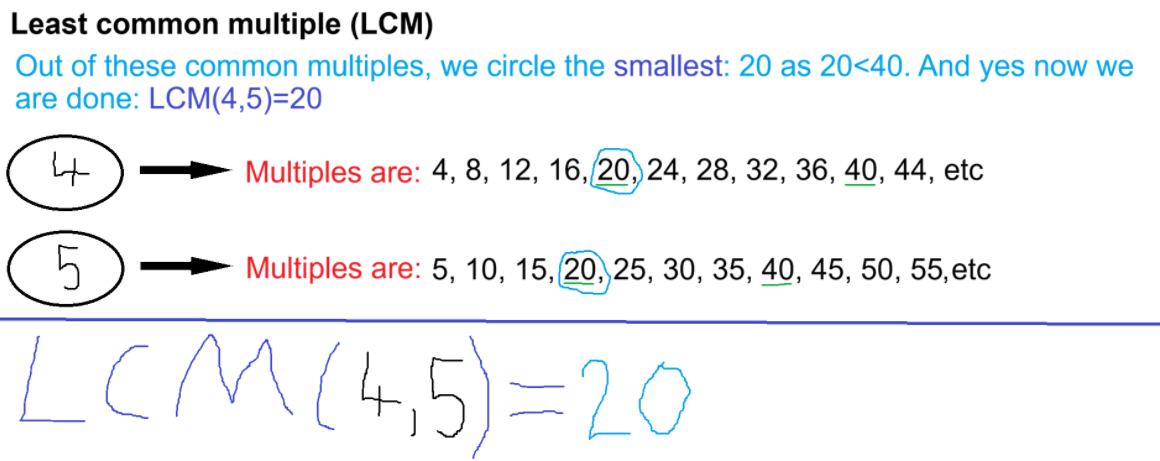 Least common multiple (LCM)
Out of these common multiples, we circle the smallest: 20 as 20<40. And yes now we
are done: LCM(4,5)=20
4 Multiples are: 4, 8, 12, 16, 20, 24, 28, 32, 36, 40, 44, etc
5 Multiples are: 5, 10, 15, 20, 25, 30, 35, 40, 45, 50, 55,etc
LCM(4,5)=20